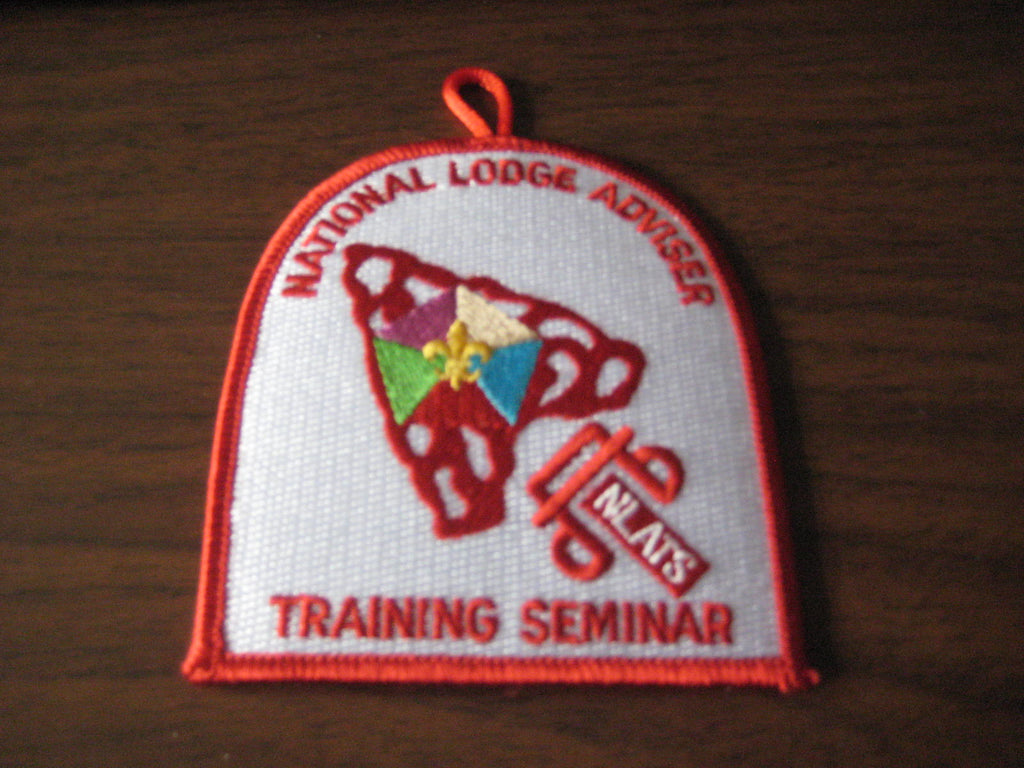 NATIONAL LODGE ADVISER
NLATS
TRAINING SEMINAR